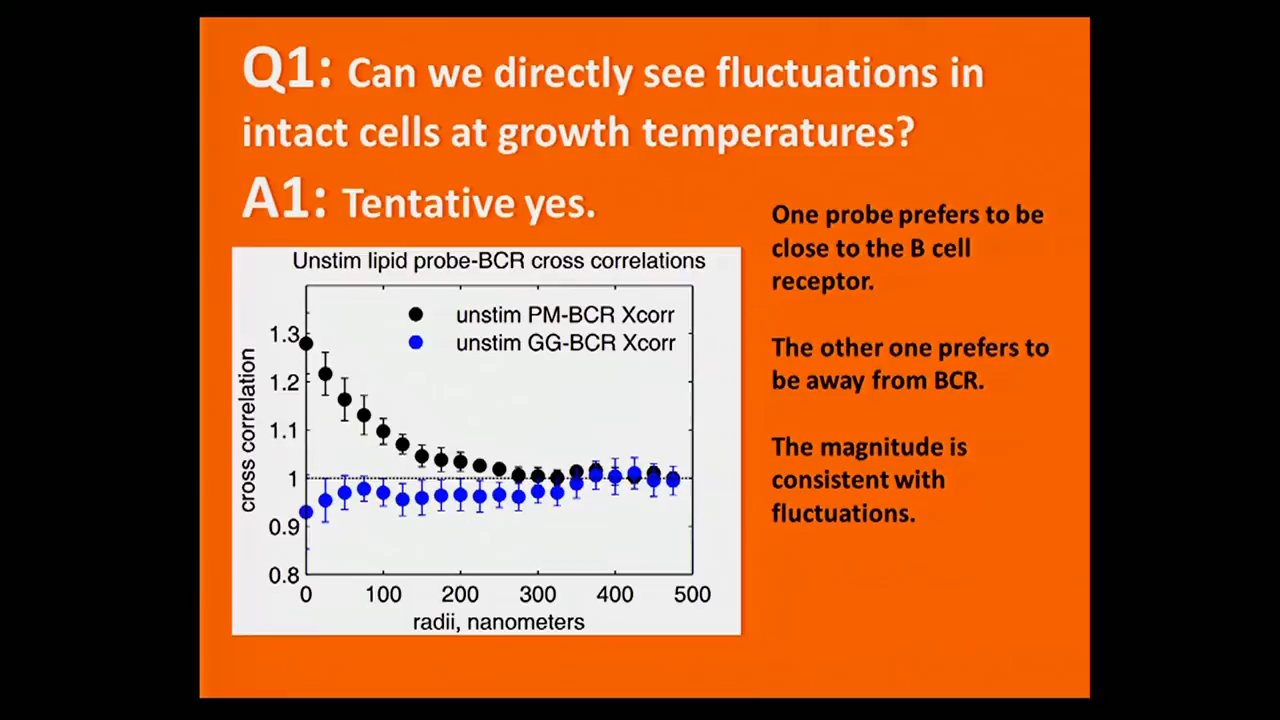 Q1: Can we directly see fluctuations in
intact cells at growth temperatures?
A1: Tentative yes.
Unstim lipid probe-BCR cross correlations
unstim PM-BCR Xcorr
unstim GG-BCR Xcorr
cross correlation
1.3
1.2
1.1
1
0.9
0.8
0 100 200 300 400 500
radii, nanometers
One probe prefers to be
close to the B cell
receptor.
The other one prefers to
be away from BCR.
The magnitude is
consistent with
fluctuations.